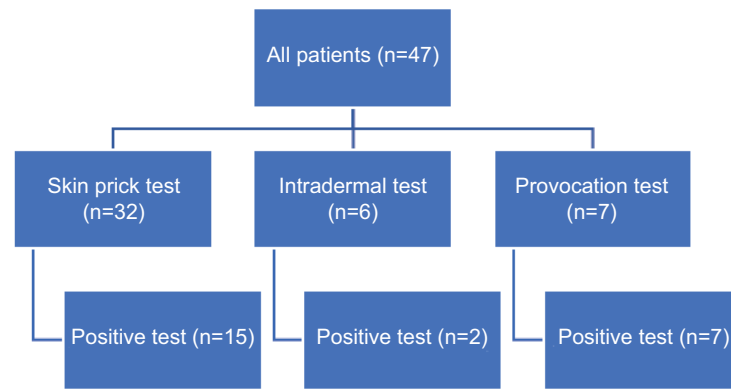 All patients (n=47)
Skin prick test
(n=32)
Intradermal test
(n=6)
Provocation test
(n=7)
Positive test (n=15)
Positive test (n=2)
Positive test (n=7)